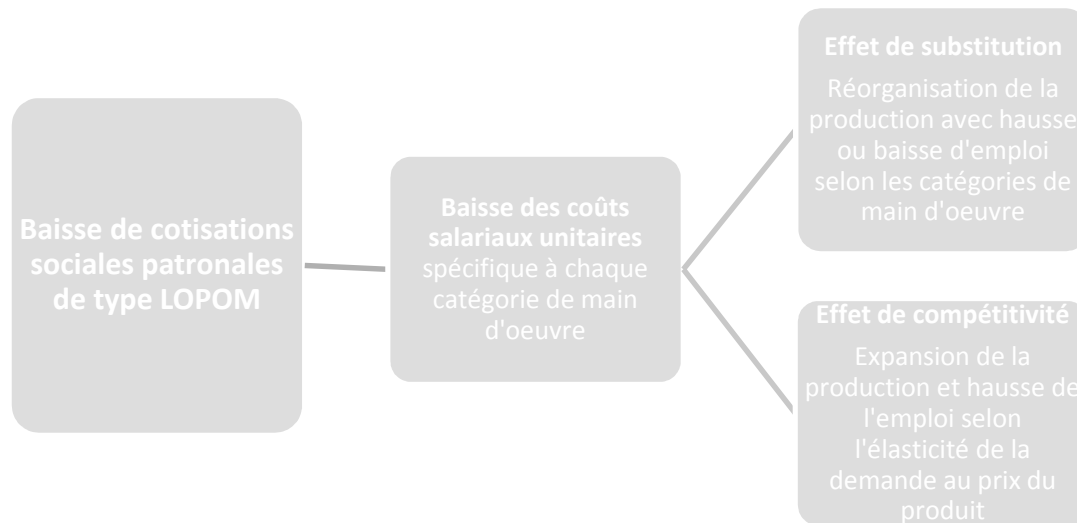 Baisse de cotisations
sociales patronales
de type LOPOM
Baisse des coûts
salariaux unitaires
spécifique à chaque
catégorie de main
d'oeuvre
Effet de substitution
Réorganisation de la
production avec hausse
ou baisse d'emploi
selon les catégories de
main d'oeuvre
Effet de compétitivité
Expansion de la
production et hausse de
l'emploi selon
l'élasticité de la
demande au prix du
produit